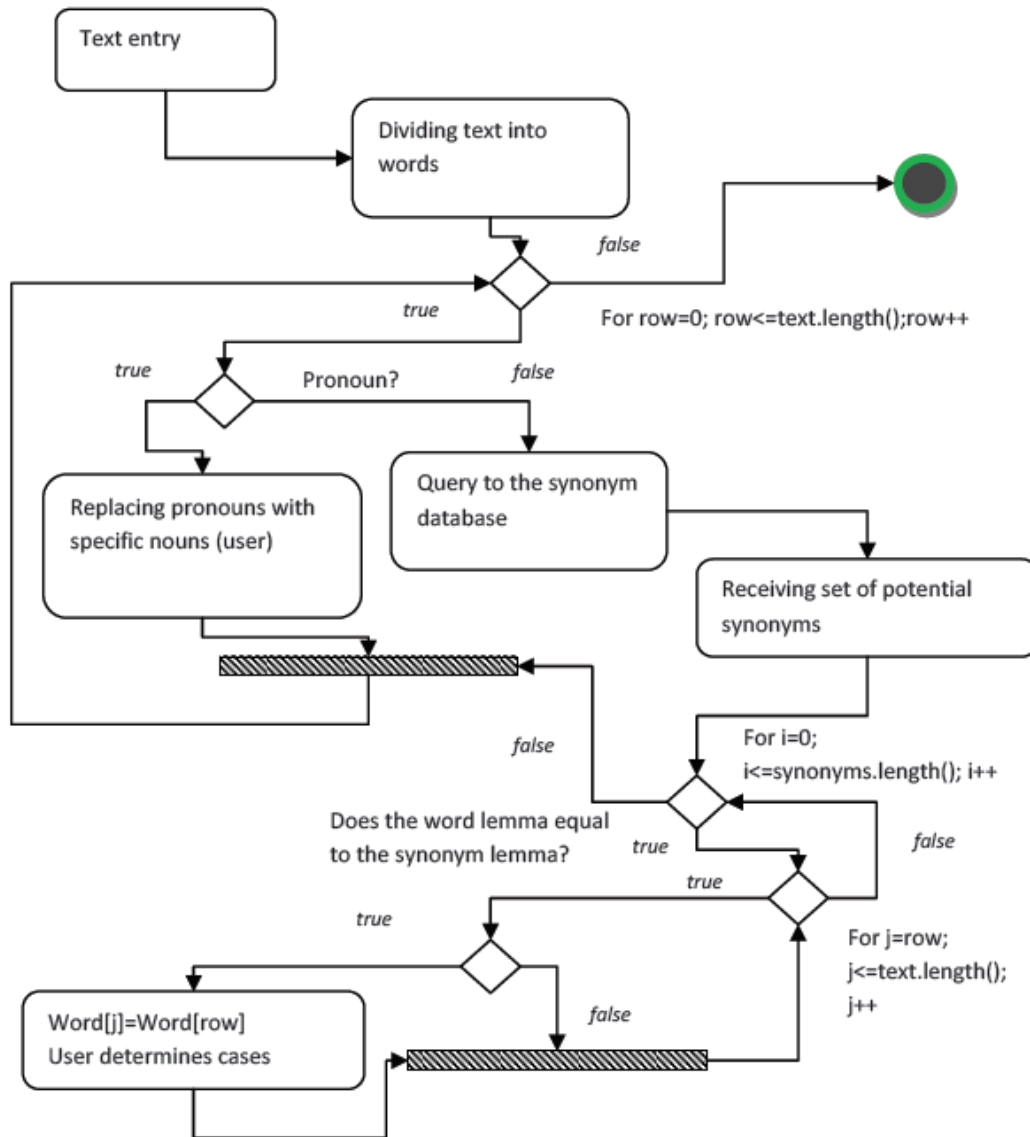 Text entry
Dividing text into
words
false
true
For row=0; row<=text.length();row++
true
Pronoun?
false
Replacing pronouns with
specific nouns (user)
Query to the synonym
database
Receiving set of potential
synonyms
false
For i=0;
i<=synonyms.length(); i++
Does the word lemma equal
to the synonym lemma?
true
false
true
true
For j=row;
j<=text.length();
j++
Word[j]=Word[row]
User determines cases
false